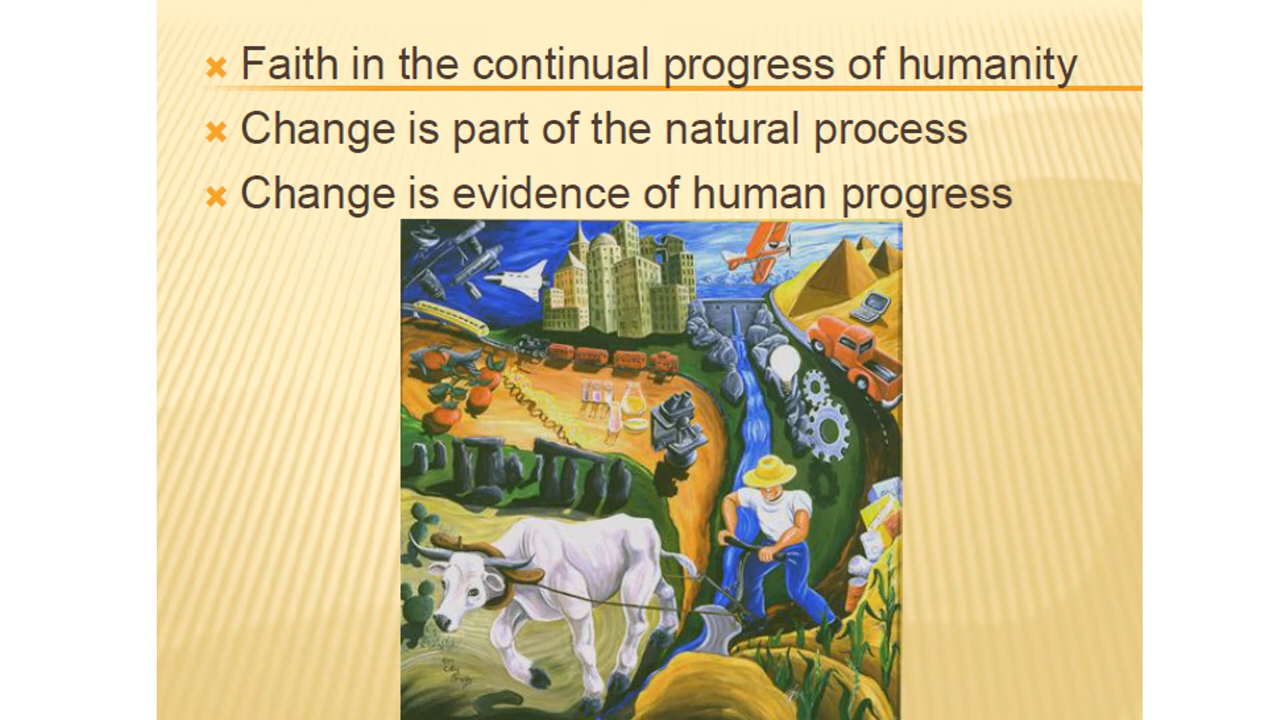 Faith in the continual progress of humanity
Change is part of the natural process
Change is evidence of human progress